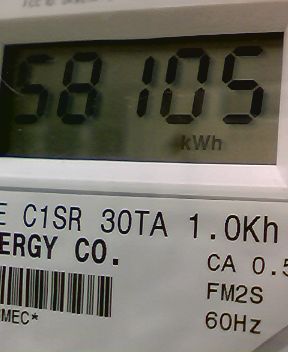 58105
kWh
E C1SR 30TA 1.0Kh
ERGY CO.
CA 0.5
FM2S
60Hz
MEC*